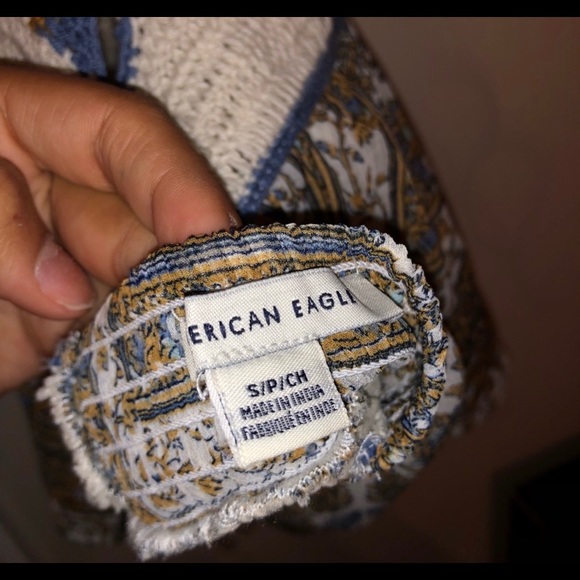 ERICAN EAGL
S/P/CH
MADE IN INDIA
FABRIQUÉ EN INDE